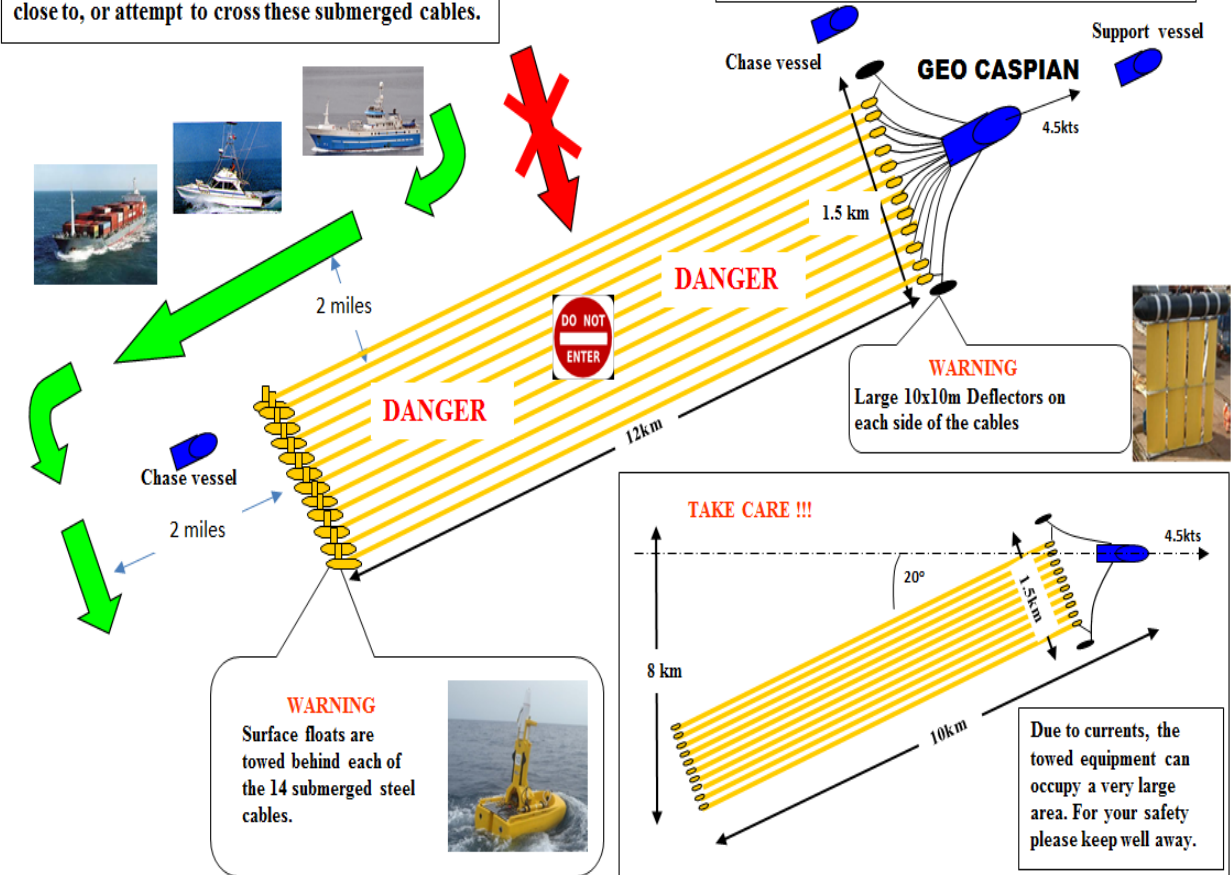 close to, or attempt to cross these submerged cables.
Support vessel
Chase vessel
GEO CASPIAN
4.5kts
1.5 km
DANGER
2 miles
DO NOT
ENTER
WARNING
Large 10x10m Deflectors on
each side of the cables
DANGER
12km
Chase vessel
2 miles
TAKE CARE !!!
4.5kts
20°
1.5km
8 km
10km
WARNING
Surface floats are
towed behind each of
the 14 submerged steel
cables.
Due to currents, the
towed equipment can
occupy a very large
area. For your safety
please keep well away.